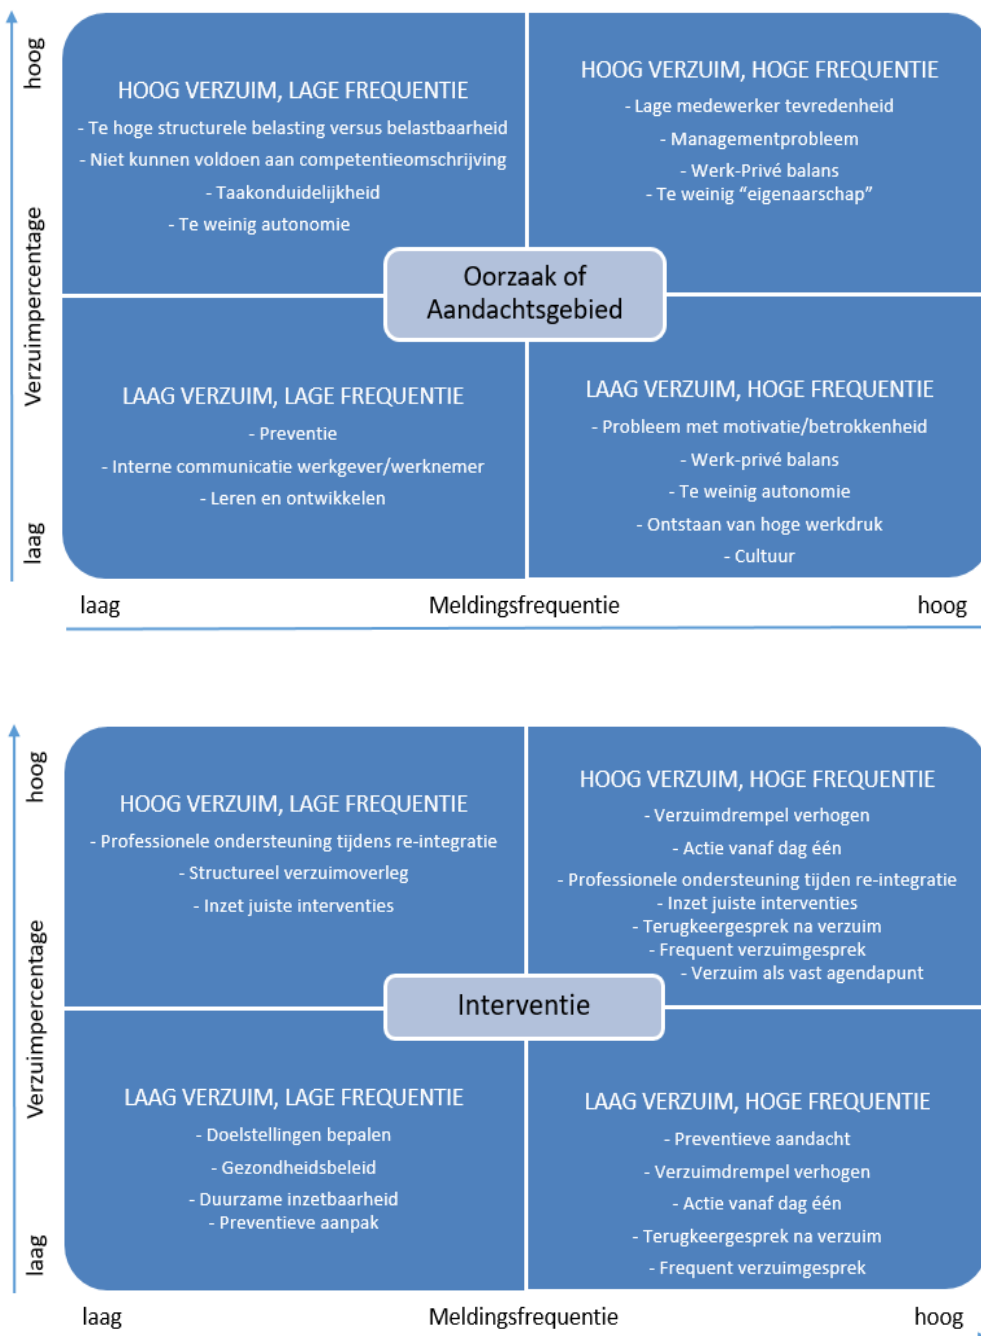 hoog
Verzuimpercentage
laag
HOOG VERZUIM, LAGE FREQUENTIE
- Te hoge structurele belasting versus belastbaarheid
- Niet kunnen voldoen aan competentieomschrijving
- Taakonduidelijkheid
- Te weinig autonomie
HOOG VERZUIM, HOGE FREQUENTIE
- Lage medewerker tevredenheid
- Managementprobleem
- Werk-Privé balans
- Te weinig “eigenaarschap”
Oorzaak of
Aandachtsgebied
LAAG VERZUIM, LAGE FREQUENTIE
- Preventie
- Interne communicatie werkgever/werknemer
- Leren en ontwikkelen
LAAG VERZUIM, HOGE FREQUENTIE
- Probleem met motivatie/betrokkenheid
- Werk-privé balans
- Te weinig autonomie
- Ontstaan van hoge werkdruk
- Cultuur
laag Meldingsfrequentie hoog
hoog
Verzuimpercentage
laag
HOOG VERZUIM, LAGE FREQUENTIE
- Professionele ondersteuning tijdens re-integratie
- Structureel verzuimoverleg
- Inzet juiste interventies
HOOG VERZUIM, HOGE FREQUENTIE
- Verzuimdrempel verhogen
- Actie vanaf dag één
- Professionele ondersteuning tijden re-integratie
- Inzet juiste interventies
- Terugkeergesprek na verzuim
- Frequent verzuimgesprek
- Verzuim als vast agendapunt
Interventie
LAAG VERZUIM, LAGE FREQUENTIE
- Doelstellingen bepalen
- Gezondheidsbeleid
- Duurzame inzetbaarheid
- Preventieve aanpak
LAAG VERZUIM, HOGE FREQUENTIE
- Preventieve aandacht
- Verzuimdrempel verhogen
- Actie vanaf dag één
- Terugkeergesprek na verzuim
- Frequent verzuimgesprek
laag Meldingsfrequentie hoog